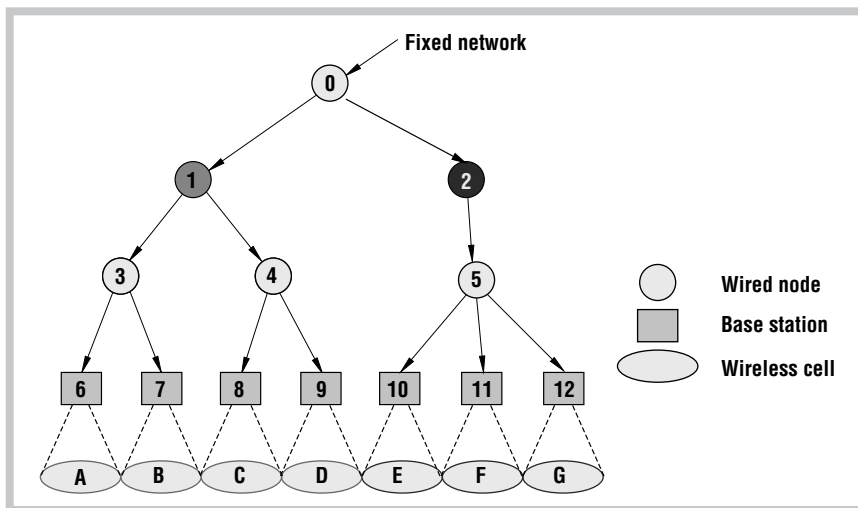 Fixed network
0
1
2
3
4
5
Wired node
Base station
6
7
8
9
10
11
12
Wireless cell
A
B
C
D
E
F
G